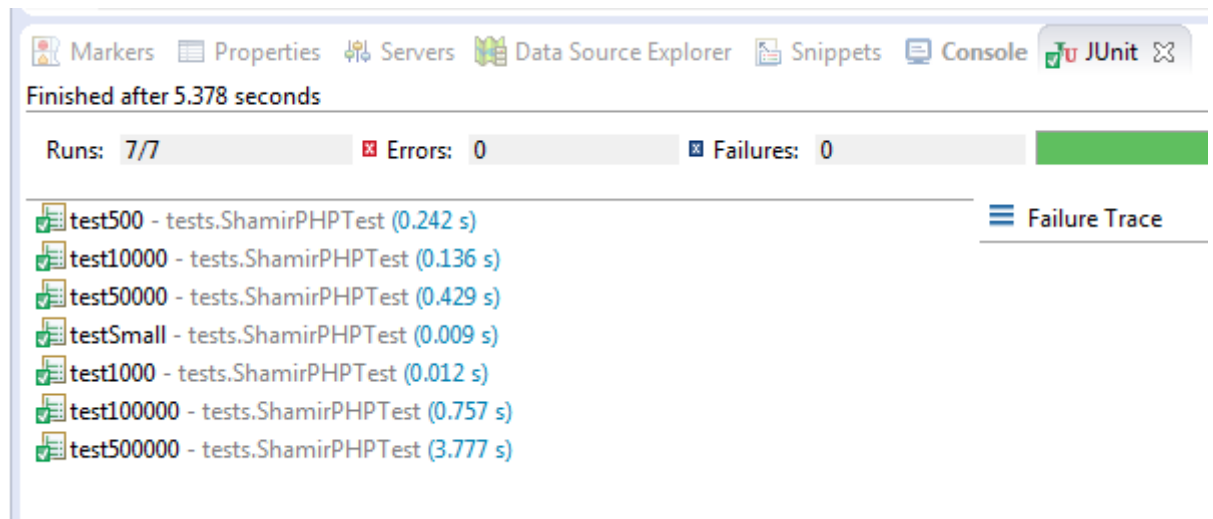 Markers Properties Servers Data Source Explorer Snippets Console JUnit
Finished after 5.378 seconds
Runs: 7/7 Errors: 0 Failures: 0
test500 - tests.ShamirPHPTest (0.242 s)
Failure Trace
test10000 - tests.ShamirPHPTest (0.136 s)
test50000 - tests.ShamirPHPTest (0.429 s)
testSmall - tests.ShamirPHPTest (0.009 s)
test1000 - tests.ShamirPHPTest (0.012 s)
test100000 - tests.ShamirPHPTest (0.757 s)
test500000 - tests.ShamirPHPTest (3.777 s)